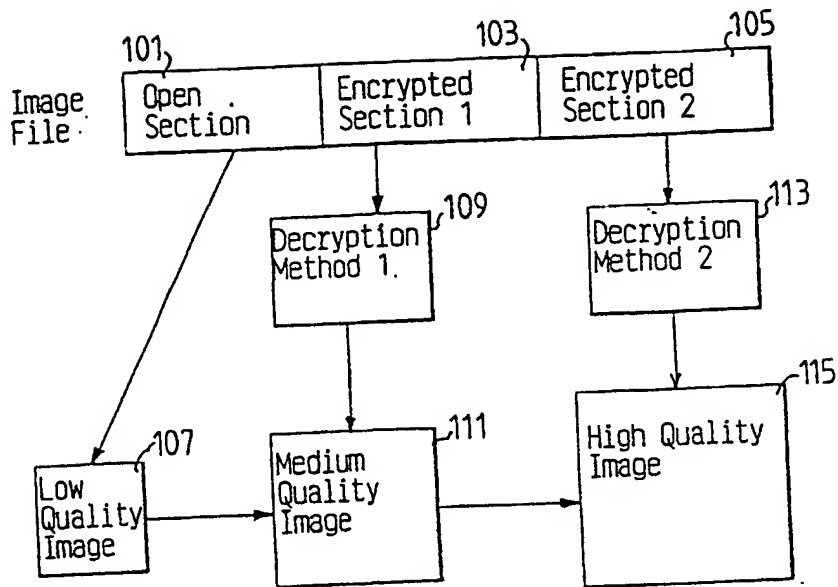 101
103
105
Image
File
Open
Section
Encrypted
Section 1
Encrypted
Section 2
109
113
Decryption
Method 1.
Decryption
Method 2
107
111
115
Low
Quality
Image
Medium
Quality
Image
High Quality
Image